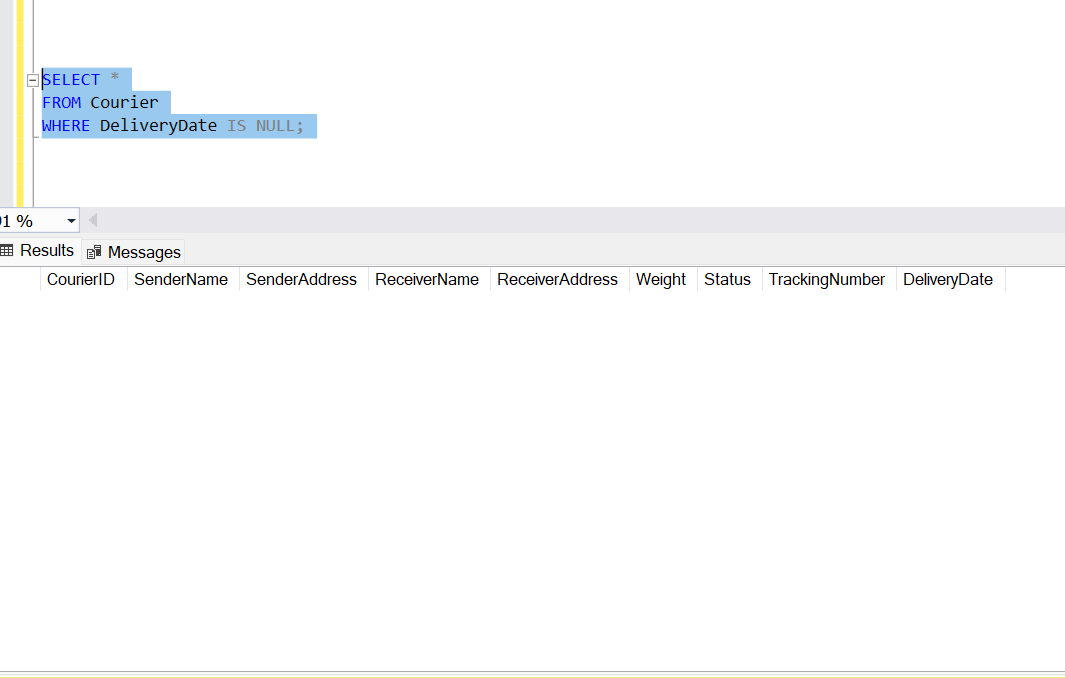 SELECT *
FROM Courier
WHERE DeliveryDate IS NULL;
1 %
Results Messages
CourierID SenderName SenderAddress ReceiverName ReceiverAddress Weight Status TrackingNumber DeliveryDate